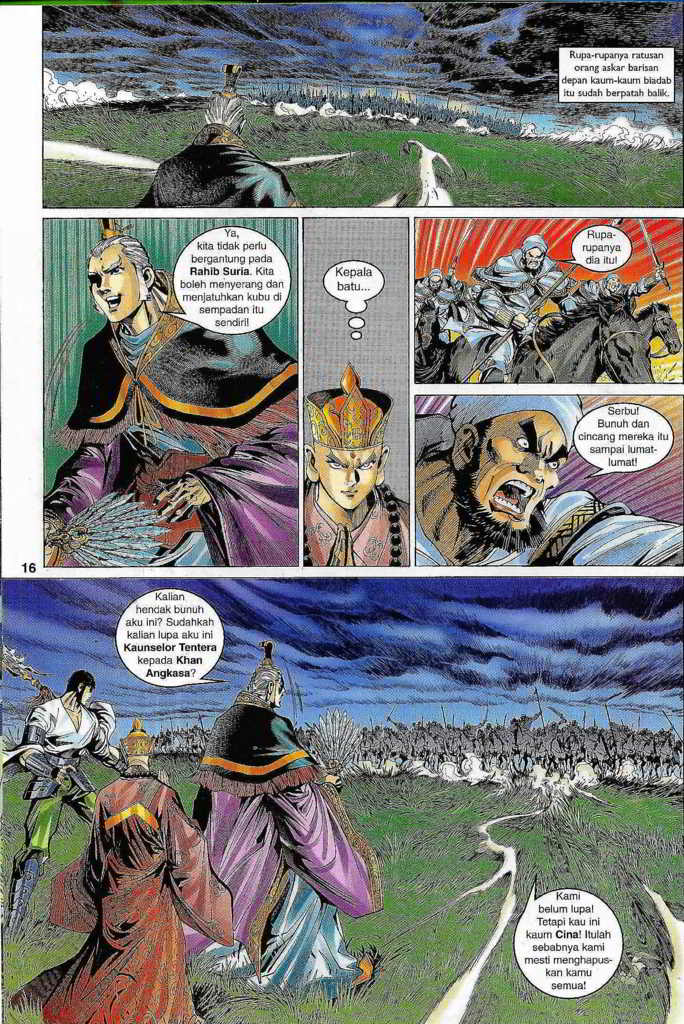 Rupa-rupanya ratusan
orang askar barisan
depan kaum-kaum biadab
itu sudah berpatah balik.
Ya,
kita tidak perlu
bergantung pada
Rahib Suria. Kita
boleh menyerang dan
menjatuhkan kubu di
sempadan itu
sendiri!
Kepala
batu...
Rupa-
rupanya
dia itu!
Serbu!
Bunuh dan
cincang mereka itu
sampai lumat-
lumat!
16
Kalian
hendak bunuh
aku ini? Sudahkah
kalian lupa aku ini
Kaunselor Tentera
kepada Khan
Angkasa?
Kami
belum lupa!
Tetapi kau ini
kaum Cina! Itulah
sebabnya kami
mesti menghapus-
kan kamu
semua!